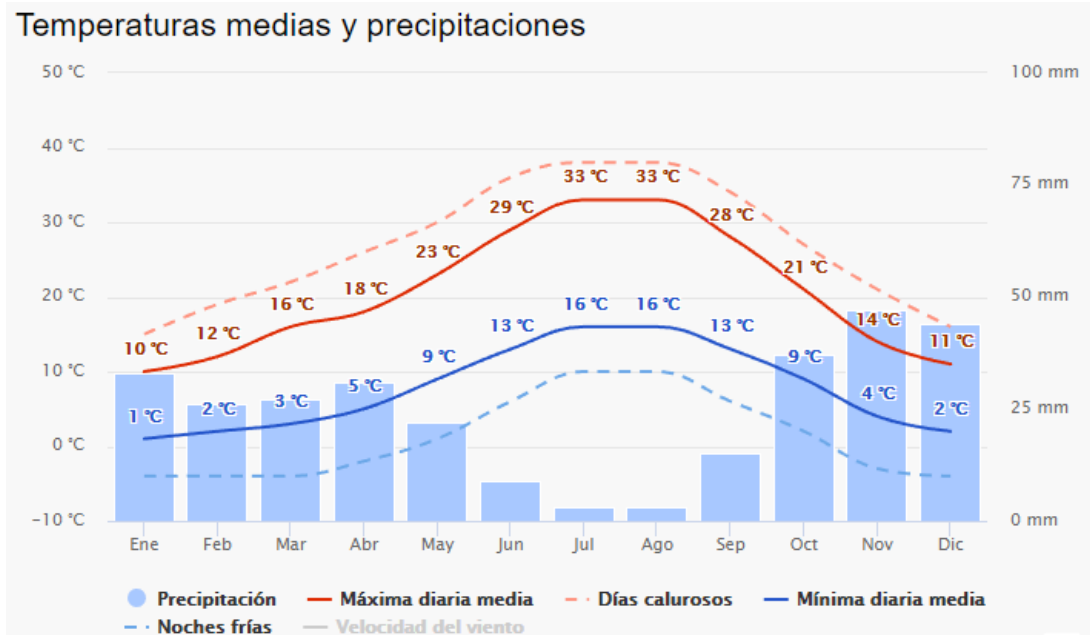 Temperaturas medias y precipitaciones
50 °C 100 mm
40 °C
33 °C 33 °C 75 mm
29 °C 28 °C
30 °C
23 °C 21 °C
18 °C
16 °C 16 °C 16 °C
20 °C 50 mm
12 °C 13 °C 13 °C 14 °C
10 °C 11 °C
9 °C 9 °C
10 °C
5 °C 4 °C
1 °C 2 °C 3 °C 2 °C 25 mm
0 °C
−10 °C 0 mm
Ene Feb Mar Abr May Jun Jul Ago Sep Oct Nov Dic
Precipitación Máxima diaria media Días calurosos Mínima diaria media
Noches frías Velocidad del viento